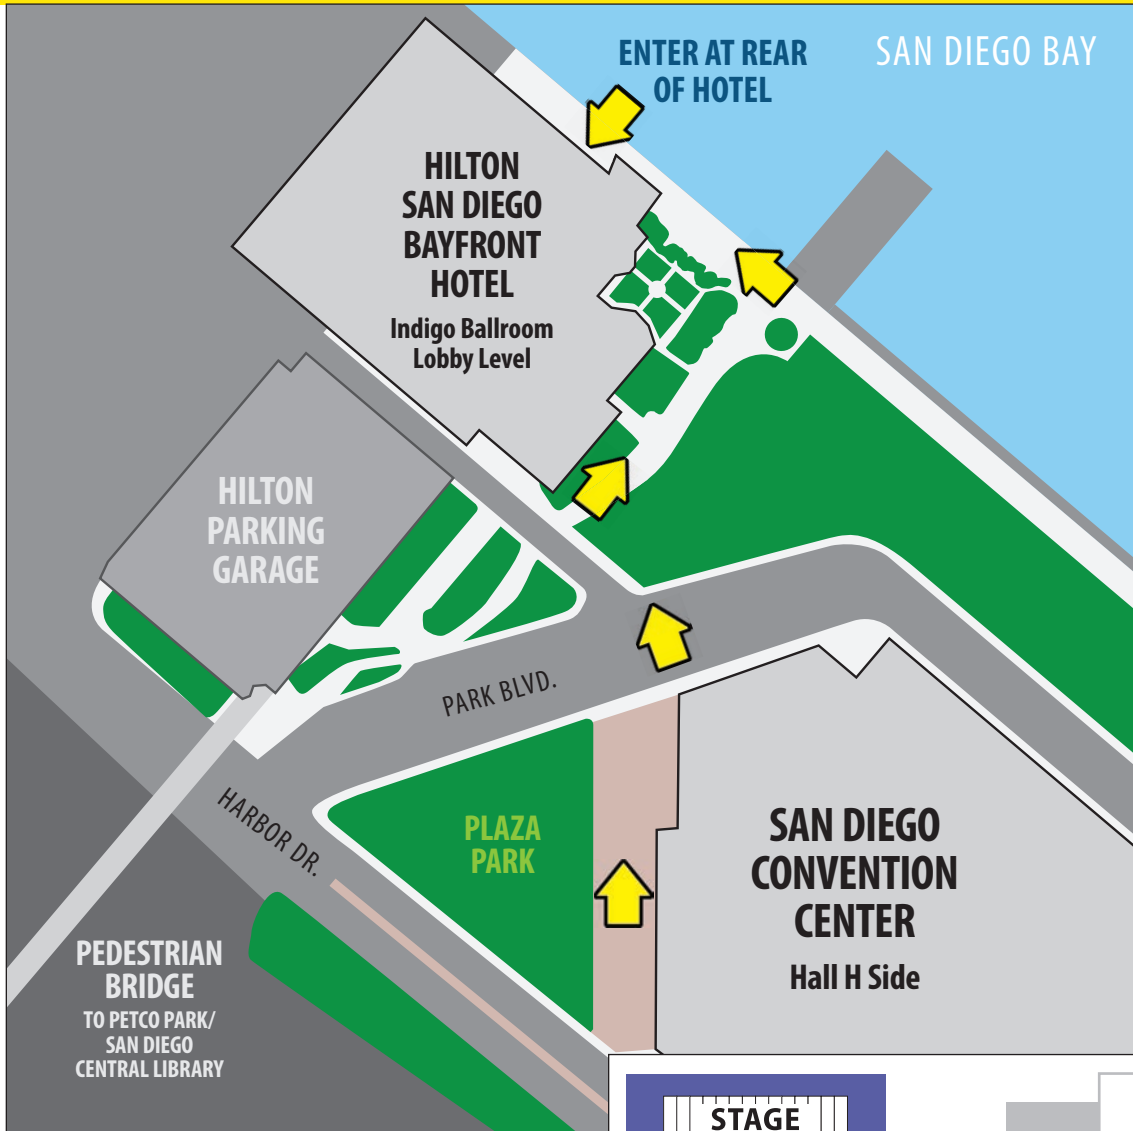 ENTER AT REAR
OF HOTEL
SAN DIEGO BAY
HILTON
SAN DIEGO
BAYFRONT
HOTEL
Indigo Ballroom
Lobby Level
HILTON
PARKING
GARAGE
PARK BLVD.
HARBOR DR.
PLAZA
PARK
SAN DIEGO
CONVENTION
CENTER
Hall H Side
PEDESTRIAN
BRIDGE
TO PETCO PARK/
SAN DIEGO
CENTRAL LIBRARY
STAGE